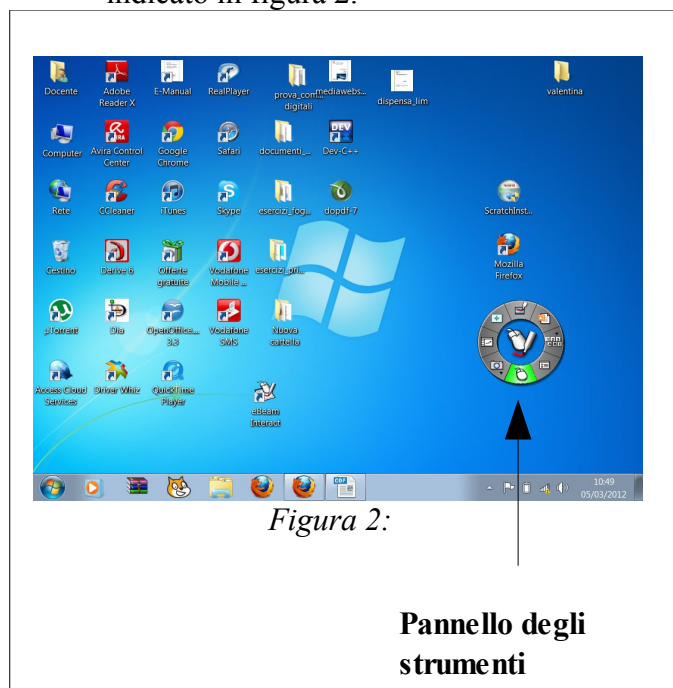 indicato in figura 2.
Docente
Adobe
Reader X
E-Manual
RealPlayer
prova_com...
digitali
mediawebs...
dispensa_lim
valentina
Computer
Avira Control
Center
Google
Chrome
Safari
documenti_...
Dev-C++
Rete
CCleaner
iTunes
Skype
esercizi_fog...
dopdf-7
ScratchInst...
Cestino
Derive 6
Offerte
gratuite
Vodafone
Mobile ...
esercizi_pri...
Mozilla
Firefox
µTorrent
Dia
OpenOffice....
3.3
Vodafone
SMS
Nuova
cartella
Access Cloud
Services
Driver Whiz
QuickTime
Player
eBeam
Interact
ODF
10:49
05/03/2012
Figura 2:
Pannello degli
strumenti